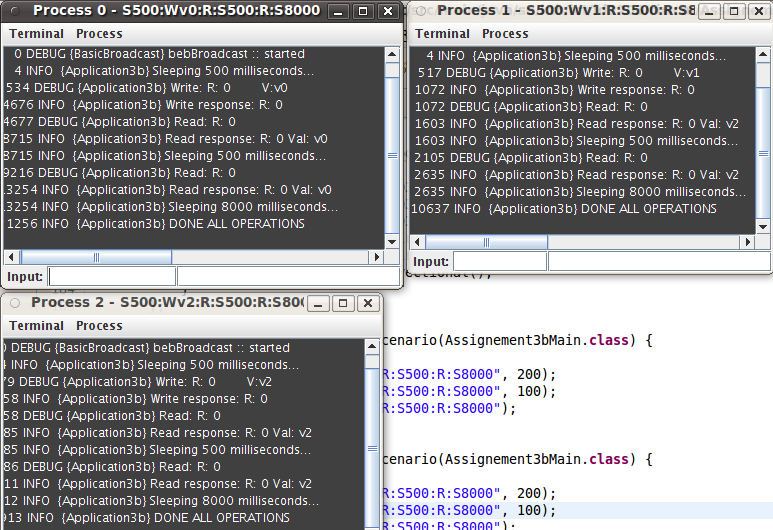 Process 0 - S500:Wv0:R:S500:R:S8000
Terminal Process
0 DEBUG {BasicBroadcast} bebBroadcast :: started
4 INFO {Application3b} Sleeping 500 milliseconds...
534 DEBUG {Application3b} Write: R: 0 V:v0
4676 INFO {Application3b} Write response: R: 0
4677 DEBUG {Application3b} Read: R: 0
8715 INFO {Application3b} Read response: R: 0 Val: v0
8715 INFO {Application3b} Sleeping 500 milliseconds...
9216 DEBUG {Application3b} Read: R: 0
3254 INFO {Application3b} Read response: R: 0 Val: v0
3254 INFO {Application3b} Sleeping 8000 milliseconds...
1256 INFO {Application3b} DONE ALL OPERATIONS
Input:
Process 1 - S500:Wv1:R:S500:R:S8
Terminal Process
4 INFO {Application3b} Sleeping 500 milliseconds...
517 DEBUG {Application3b} Write: R: 0 V:v1
1072 INFO {Application3b} Write response: R: 0
1072 DEBUG {Application3b} Read: R: 0
1603 INFO {Application3b} Read response: R: 0 Val: v2
1603 INFO {Application3b} Sleeping 500 milliseconds...
2105 DEBUG {Application3b} Read: R: 0
2635 INFO {Application3b} Read response: R: 0 Val: v2
2635 INFO {Application3b} Sleeping 8000 milliseconds...
10637 INFO {Application3b} DONE ALL OPERATIONS
Input:
Process 2 - S500:Wv2:R:S500:R:S800
Terminal Process
0 DEBUG {BasicBroadcast} bebBroadcast :: started
4 INFO {Application3b} Sleeping 500 milliseconds...
79 DEBUG {Application3b} Write: R: 0 V:v2
58 INFO {Application3b} Write response: R: 0
58 DEBUG {Application3b} Read: R: 0
85 INFO {Application3b} Read response: R: 0 Val: v2
85 INFO {Application3b} Sleeping 500 milliseconds...
86 DEBUG {Application3b} Read: R: 0
11 INFO {Application3b} Read response: R: 0 Val: v2
12 INFO {Application3b} Sleeping 8000 milliseconds...
913 INFO {Application3b} DONE ALL OPERATIONS
ectional();
cenario(Assignement3bMain.class) {
R:S500:R:S8000", 200);
R:S500:R:S8000", 100);
R:S500:R:S8000");
cenario(Assignement3bMain.class) {
R:S500:R:S8000", 200);
R:S500:R:S8000", 100);
R:S500:R:S8000");